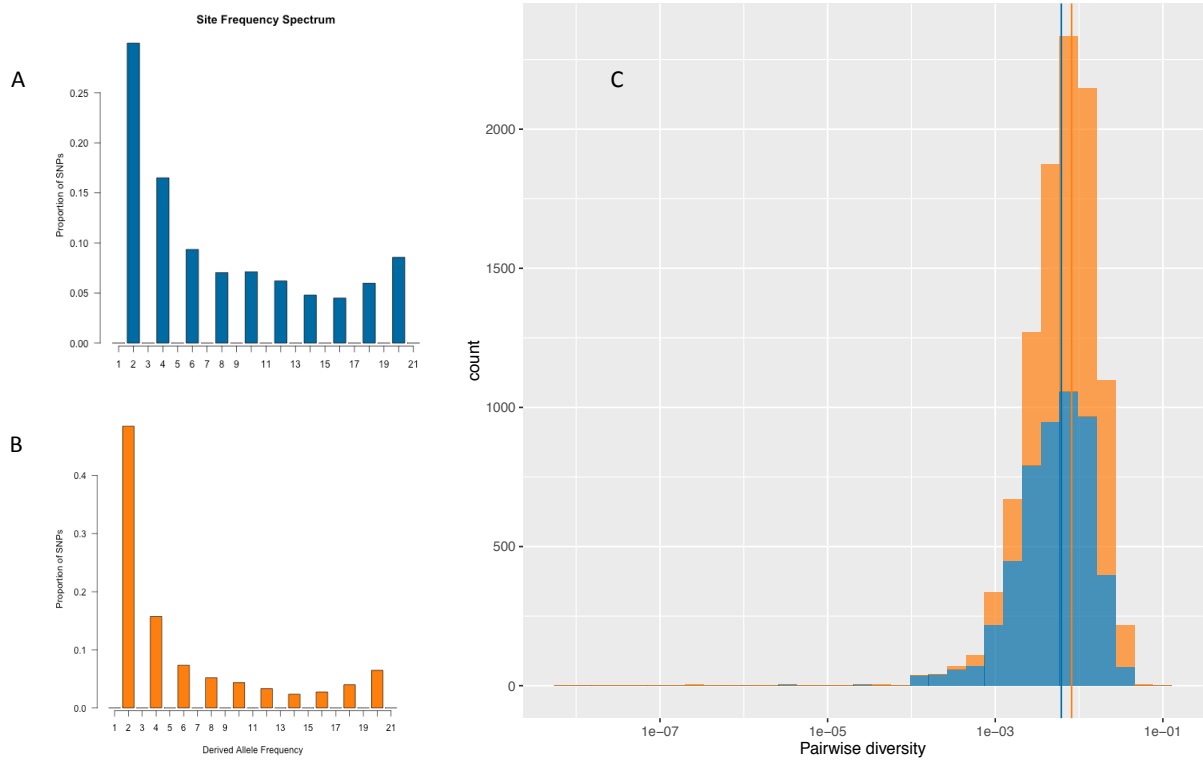 Site Frequency Spectrum
A
Proportion of SNPs
0.25
0.20
0.15
0.10
0.05
0.00
1 2 3 4 5 6 7 8 9 11 13 15 17 19 21
B
Proportion of SNPs
0.4
0.3
0.2
0.1
0.0
1 2 3 4 5 6 7 8 9 11 13 15 17 19 21
Derived Allele Frequency
C
count
2000
1500
1000
500
0
1e-07 1e-05 1e-03 1e-01
Pairwise diversity